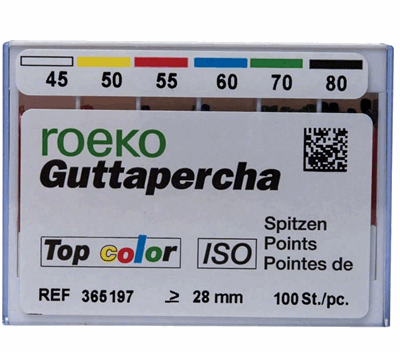 45 50 55 60 70 80
roeko
Guttapercha
Top color ISO
Spitzen
Points
Pointes de
REF 365197 ≥ 28 mm 100 St./pc.